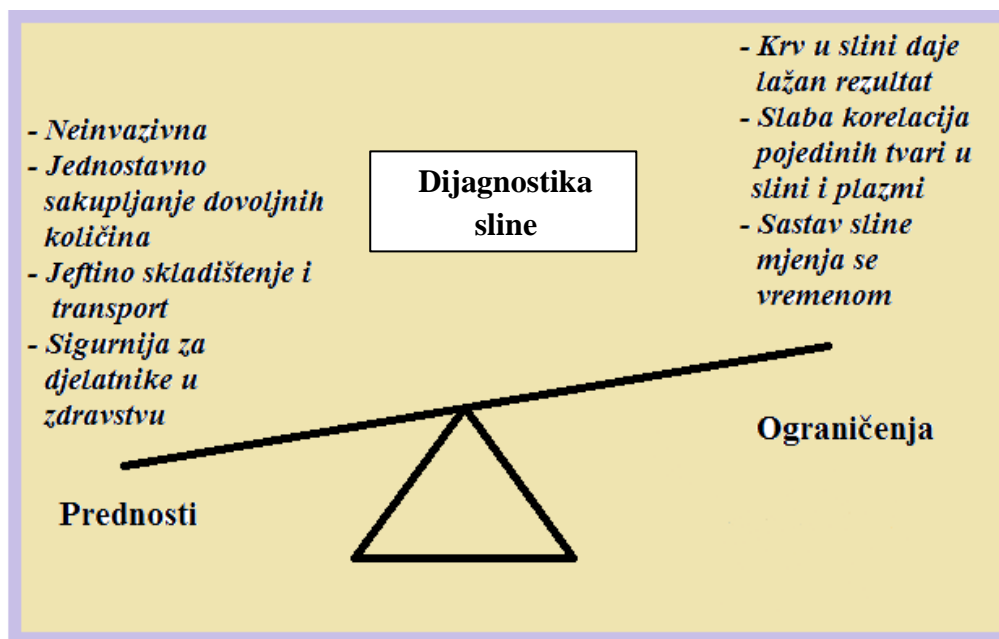 - Neinvazivna
- Jednostavno
sakupljanje dovoljnih
količina
- Jeftino skladištenje i
transport
- Sigurnija za
djelatnike u
zdravstvu
Prednosti
Dijagnostika
sline
- Krv u slini daje
lažan rezultat
- Slaba korelacija
pojedinih tvari u
slini i plazmi
- Sastav sline
mjenja se
vremenom
Ograničenja